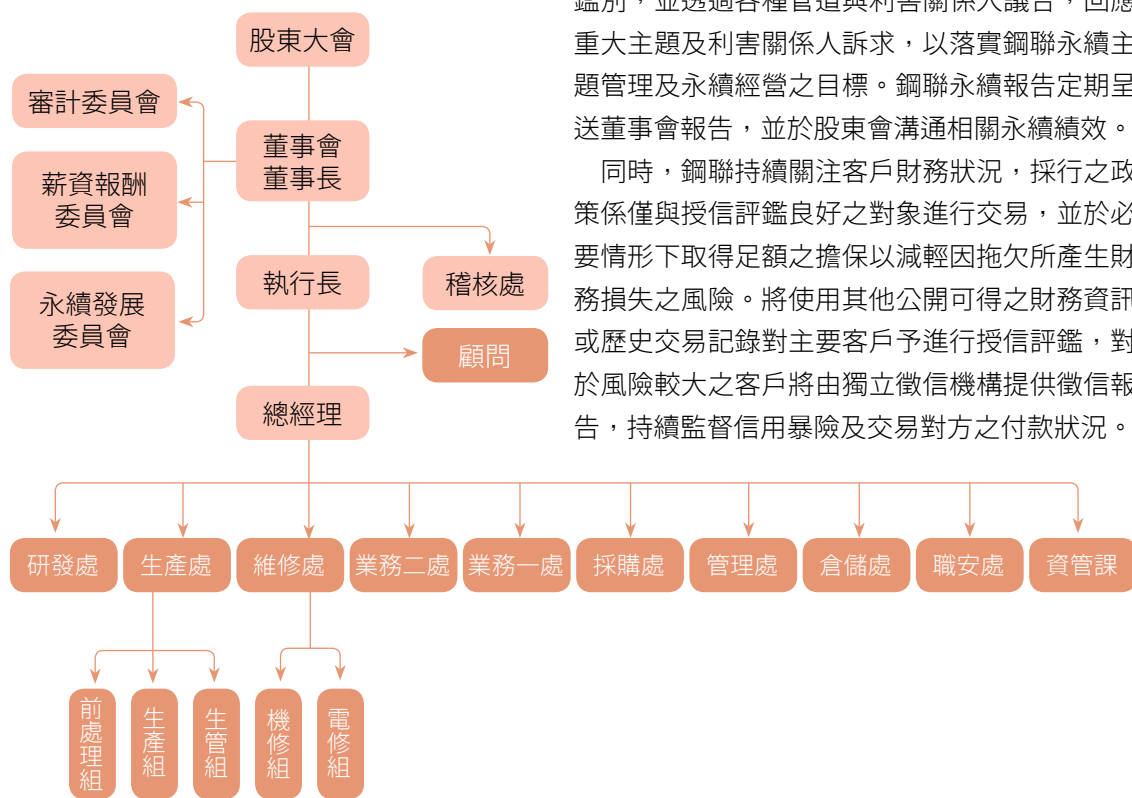 股東大會
審計委員會
董事會
董事長
薪資報酬
委員會
執行長
稽核處
永續發展
委員會
顧問
總經理
重大主題及利害關係人訴求，以落實鋼聯永續主
題管理及永續經營之目標。鋼聯永續報告定期呈
送董事會報告，並於股東會溝通相關永續績效。
同時，鋼聯持續關注客戶財務狀況，採行之政
策係僅與授信評鑑良好之對象進行交易，並於必
要情形下取得足額之擔保以減輕因拖欠所產生財
務損失之風險。將使用其他公開可得之財務資訊
或歷史交易記錄對主要客戶予進行授信評鑑，對
於風險較大之客戶將由獨立徵信機構提供徵信報
告，持續監督信用暴險及交易對方之付款狀況。
研發處
生產處
維修處
業務二處
業務一處
採購處
管理處
倉儲處
職安處
資管課
前處理組
生產組
生管組
機修組
電修組